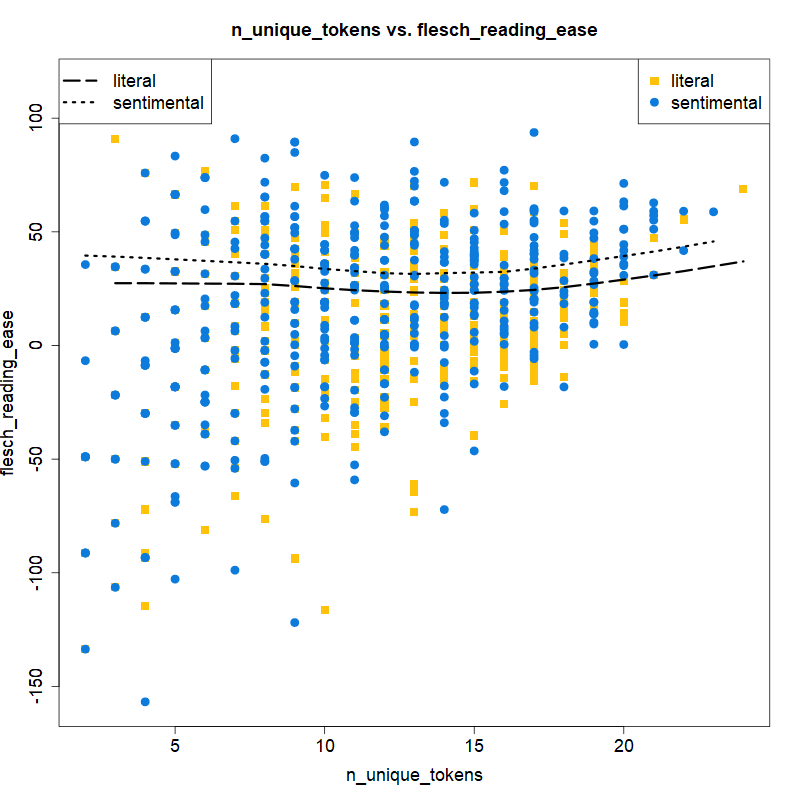 n_unique_tokens vs. flesch_reading_ease
literal
sentimental
literal
sentimental
flesch_reading_ease
100
50
0
-50
-100
-150
5
10
15
20
n_unique_tokens